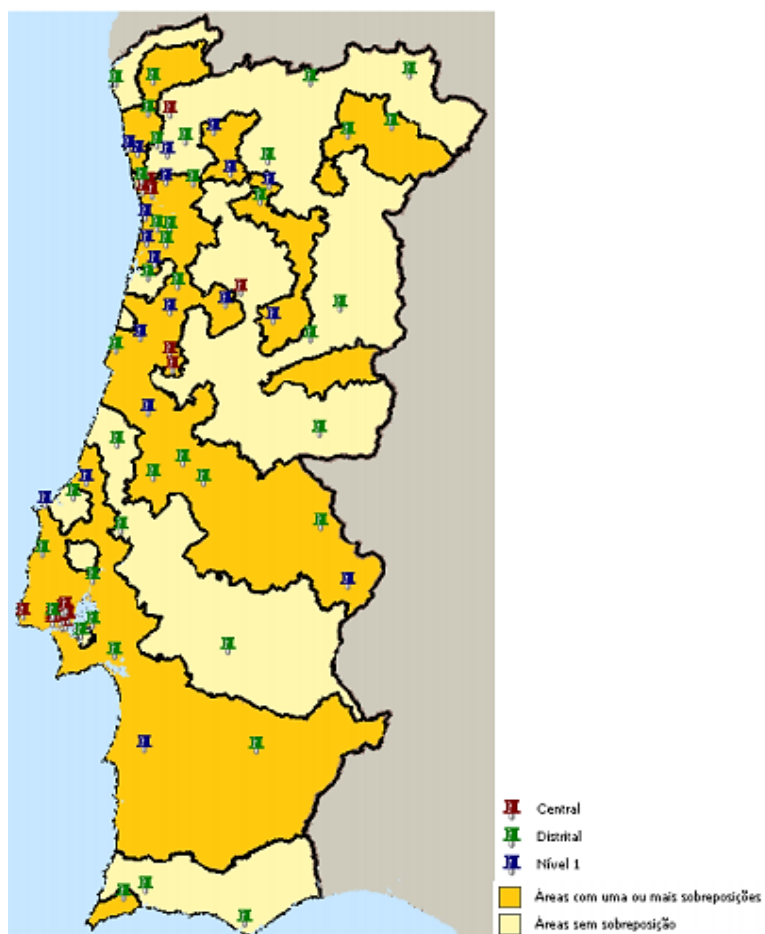 Central
Distrital
Nível 1
Áreas com uma ou mais sobreposições
Áreas sem sobreposição